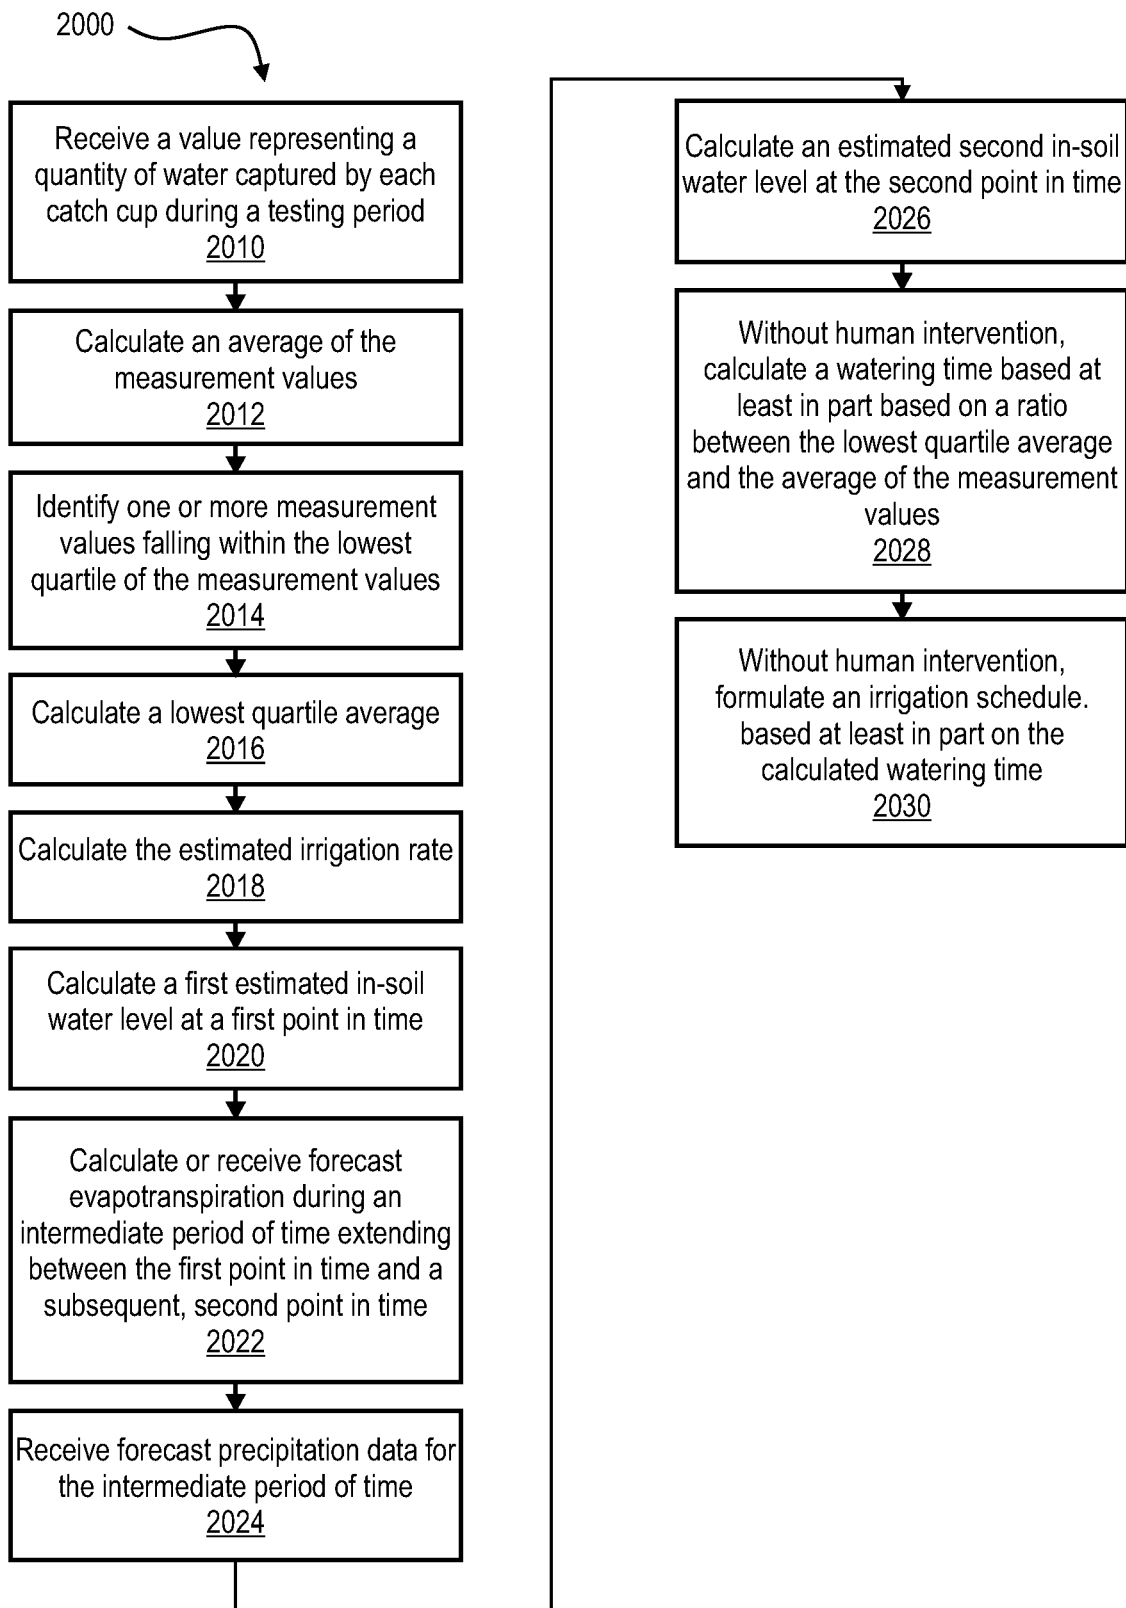 2000
Receive a value representing a
quantity of water captured by each
catch cup during a testing period
2010
Calculate an average of the
measurement values
2012
Identify one or more measurement
values falling within the lowest
quartile of the measurement values
2014
Calculate a lowest quartile average
2016
Calculate the estimated irrigation rate
2018
Calculate a first estimated in-soil
water level at a first point in time
2020
Calculate or receive forecast
evapotranspiration during an
intermediate period of time extending
between the first point in time and a
subsequent, second point in time
2022
Receive forecast precipitation data for
the intermediate period of time
2024
Calculate an estimated second in-soil
water level at the second point in time
2026
Without human intervention,
calculate a watering time based at
least in part based on a ratio
between the lowest quartile average
and the average of the measurement
values
2028
Without human intervention,
formulate an irrigation schedule.
based at least in part on the
calculated watering time
2030